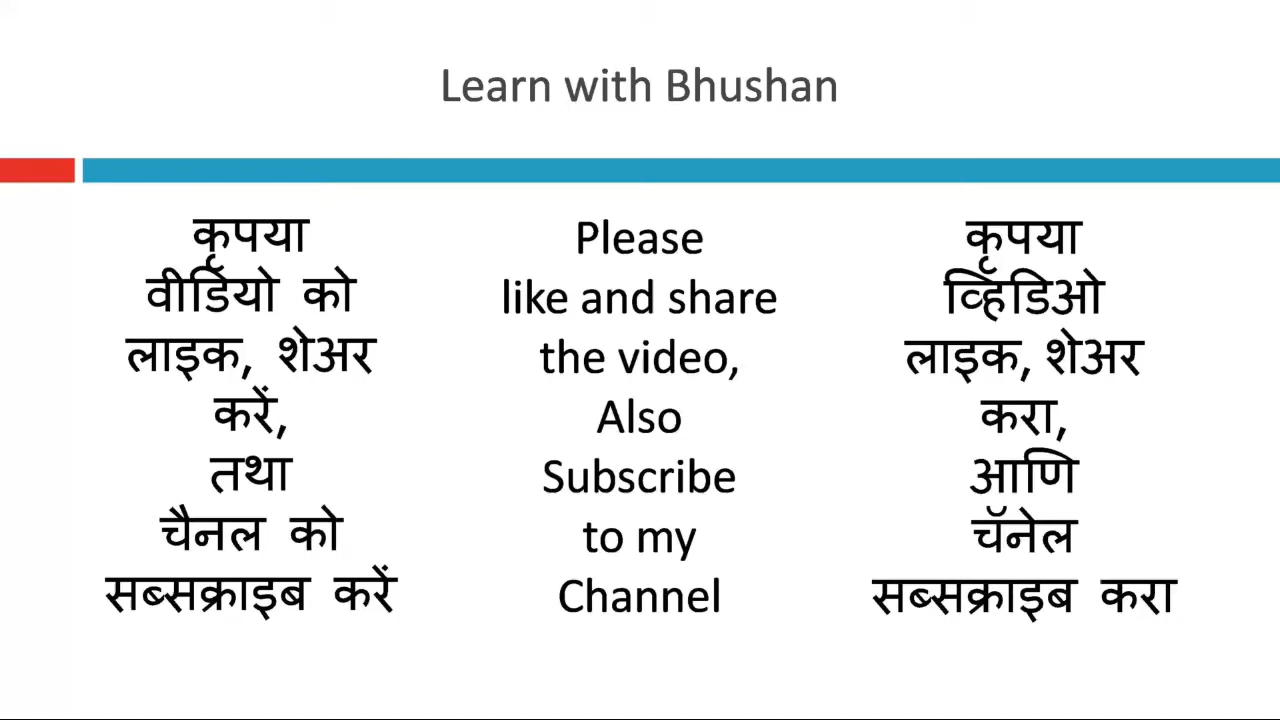 Learn with Bhushan
कृपया
वीडियो को
लाइक, शेअर
करें,
तथा
चैनल को
सब्सक्राइब करें
Please
like and share
the video,
Also
Subscribe
to my
Channel
कृपया
व्हिडिओ
लाइक, शेअर
करा,
आणि
चॅनेल
सब्सक्राइब करा